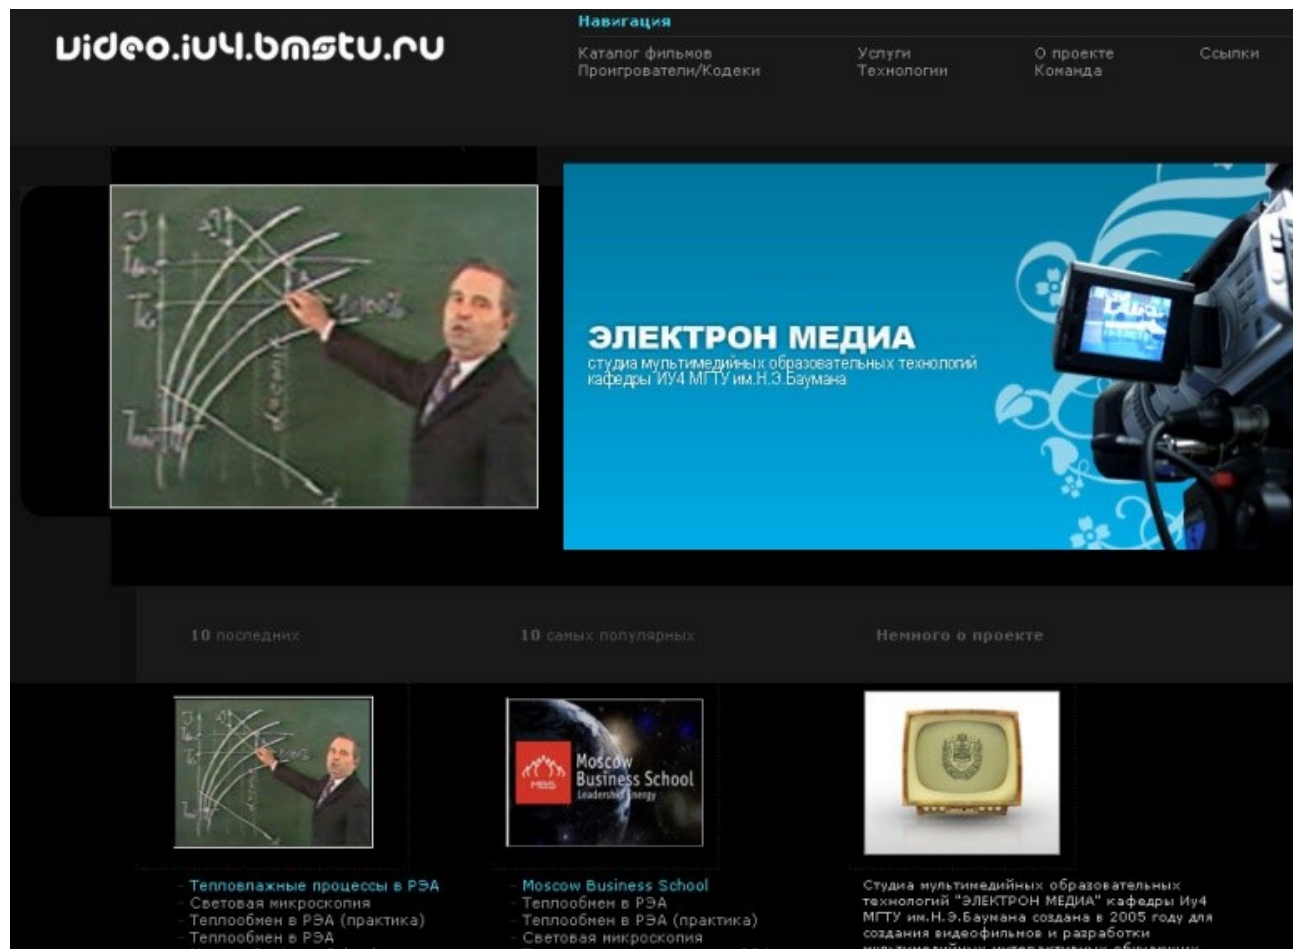 video.iu4.bmstu.ru
Навигация
Каталог фильмов
Услуги
О проекте
Ссылки
Проигрователи/Кодеки
Технологии
Команда
ЭЛЕКТРОН МЕДИА
студия мультимедийных образовательных технологий
кафедры ИУ4 МГТУ им.Н.Э.Баумана
10 последних
10 самых популярных
Немного о проекте
Moscow
Business School
Leadership Energy
MBS
- Тепловлажные процессы в РЭА
- Световая микроскопия
- Теплообмен в РЭА (практика)
- Теплообмен в РЭА
- Moscow Business School
- Теплообмен в РЭА
- Теплообмен в РЭА (практика)
- Световая микроскопия
Студия мультимедийных образовательных
технологий "ЭЛЕКТРОН МЕДИА" кафедры Иу4
МГТУ им.Н.Э.Баумана создана в 2005 году для
создания видеофильмов и разработки